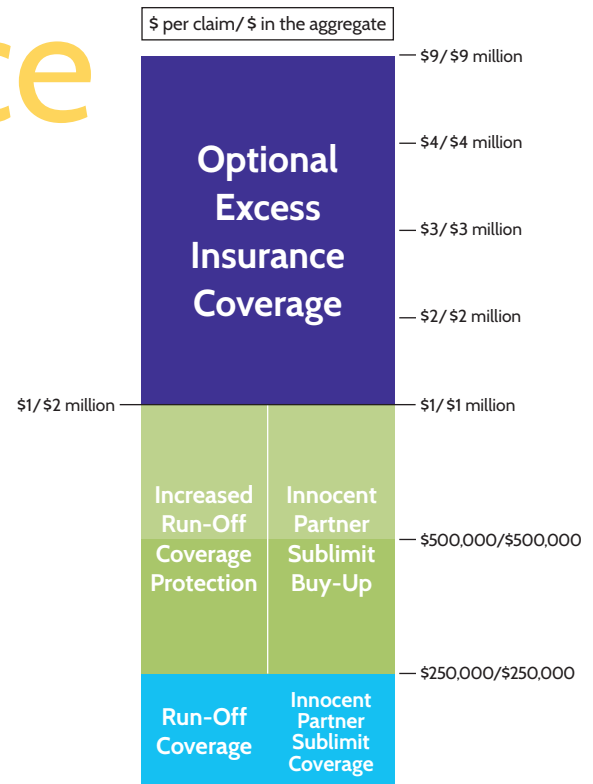 $ per claim/ $ in the aggregate
ce
$9/ $9 million
$4/ $4 million
$3/ $3 million
$2/ $2 million
$1/ $1 million
$500,000/$500,000
$250,000/$250,000
$1/ $2 million
Optional
Excess
Insurance
Coverage
Increased
Run-Off
Coverage
Protection
Innocent
Partner
Sublimit
Buy-Up
Run-Off
Coverage
Innocent
Partner
Sublimit
Coverage